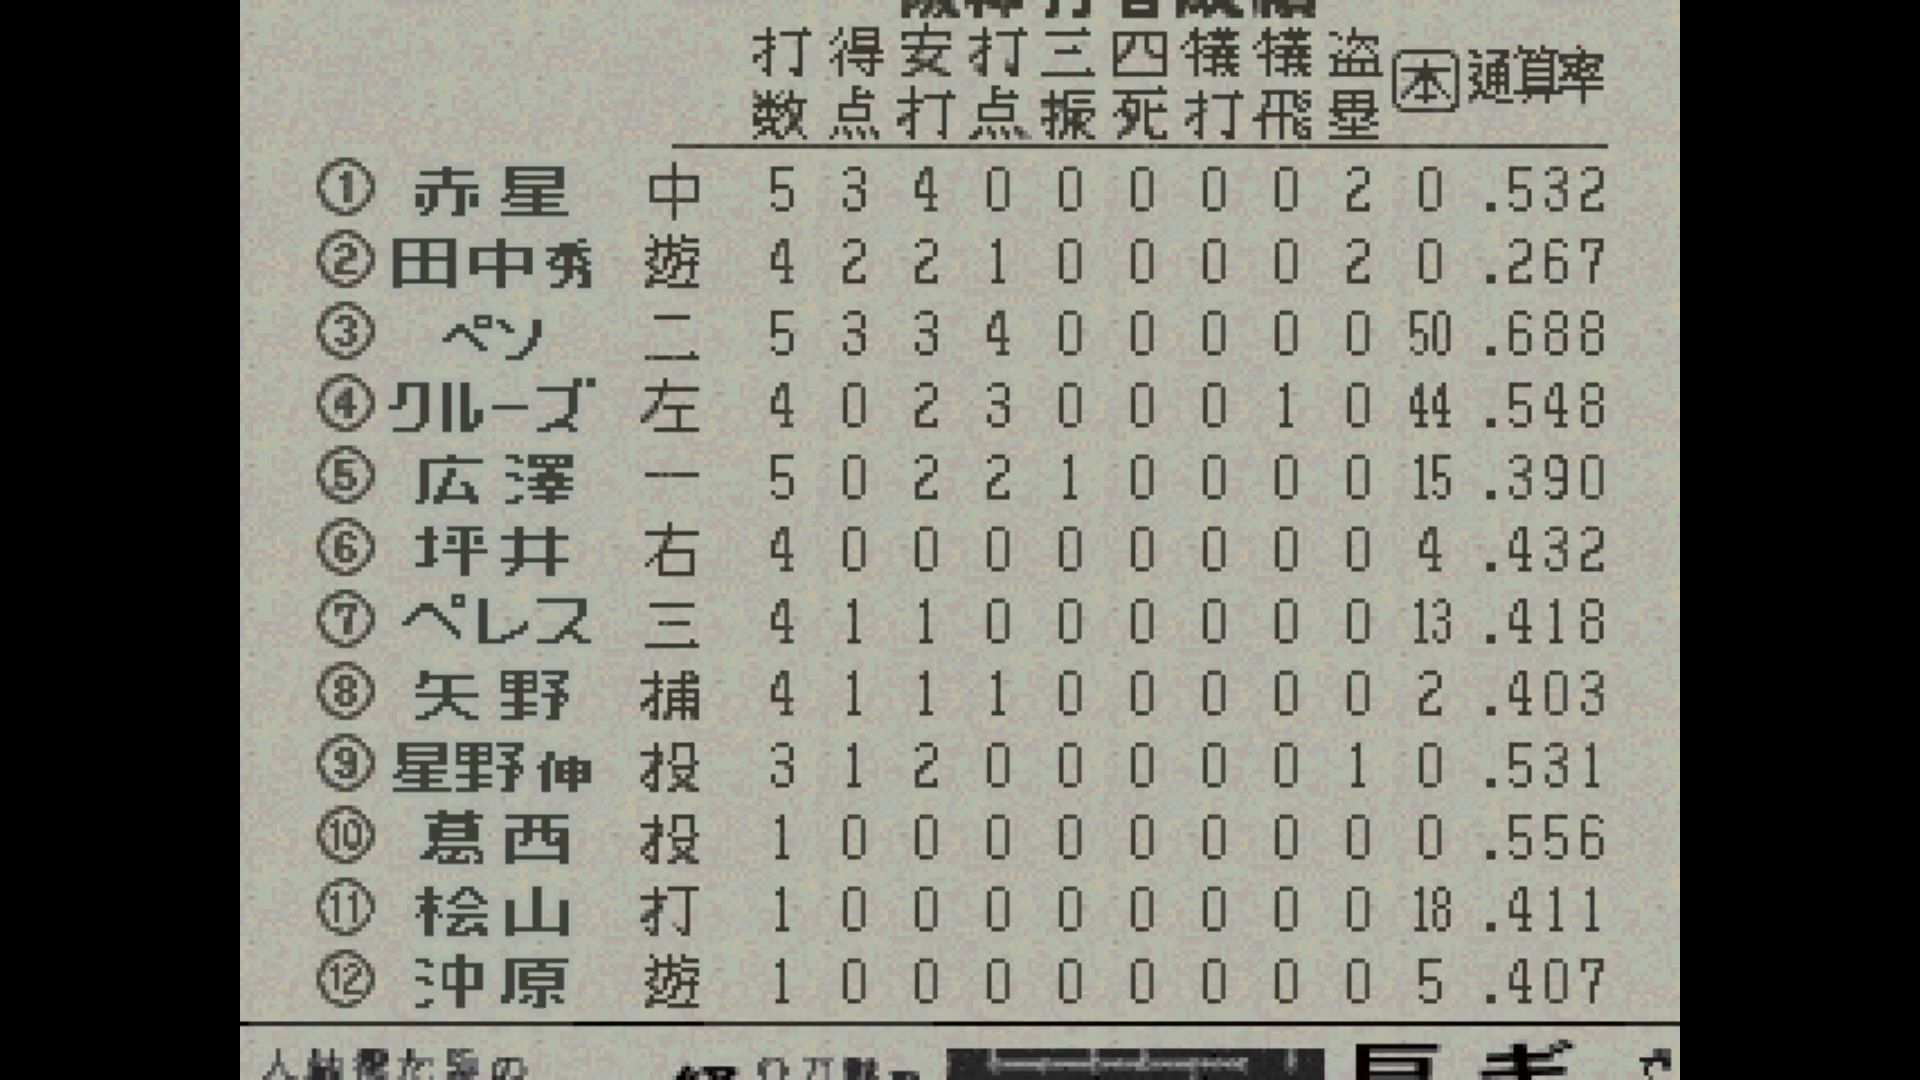 阪神打者成績
打数 得点 安打 打点 三振 四死 犠打 犠飛 盗塁 本 通算率
① 赤星 中 5 3 4 0 0 0 0 0 2 0 .532
② 田中秀 遊 4 2 2 1 0 0 0 0 2 0 .267
③ ペソ 二 5 3 3 4 0 0 0 0 0 50 .688
④ クルーズ 左 4 0 2 3 0 0 0 1 0 44 .548
⑤ 広澤 一 5 0 2 2 1 0 0 0 0 15 .390
⑥ 坪井 右 4 0 0 0 0 0 0 0 0 4 .432
⑦ ペレス 三 4 1 1 0 0 0 0 0 0 13 .418
⑧ 矢野 捕 4 1 1 1 0 0 0 0 0 2 .403
⑨ 星野伸 投 3 1 2 0 0 0 0 0 1 0 .531
⑩ 葛西 投 1 0 0 0 0 0 0 0 0 0 .556
⑪ 桧山 打 1 0 0 0 0 0 0 0 0 18 .411
⑫ 沖原 遊 1 0 0 0 0 0 0 0 0 5 .407